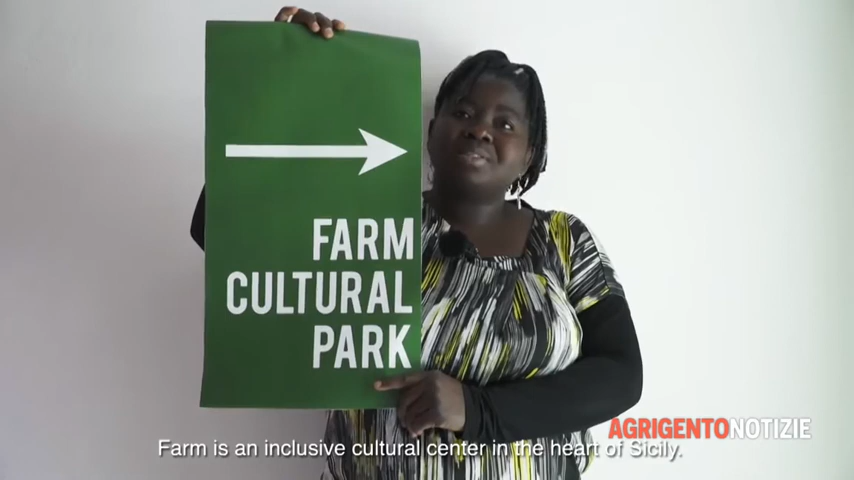 FARM
CULTURAL
PARK
AGRIGENTONOTIZIE
Farm is an inclusive cultural center in the heart of Sicily.